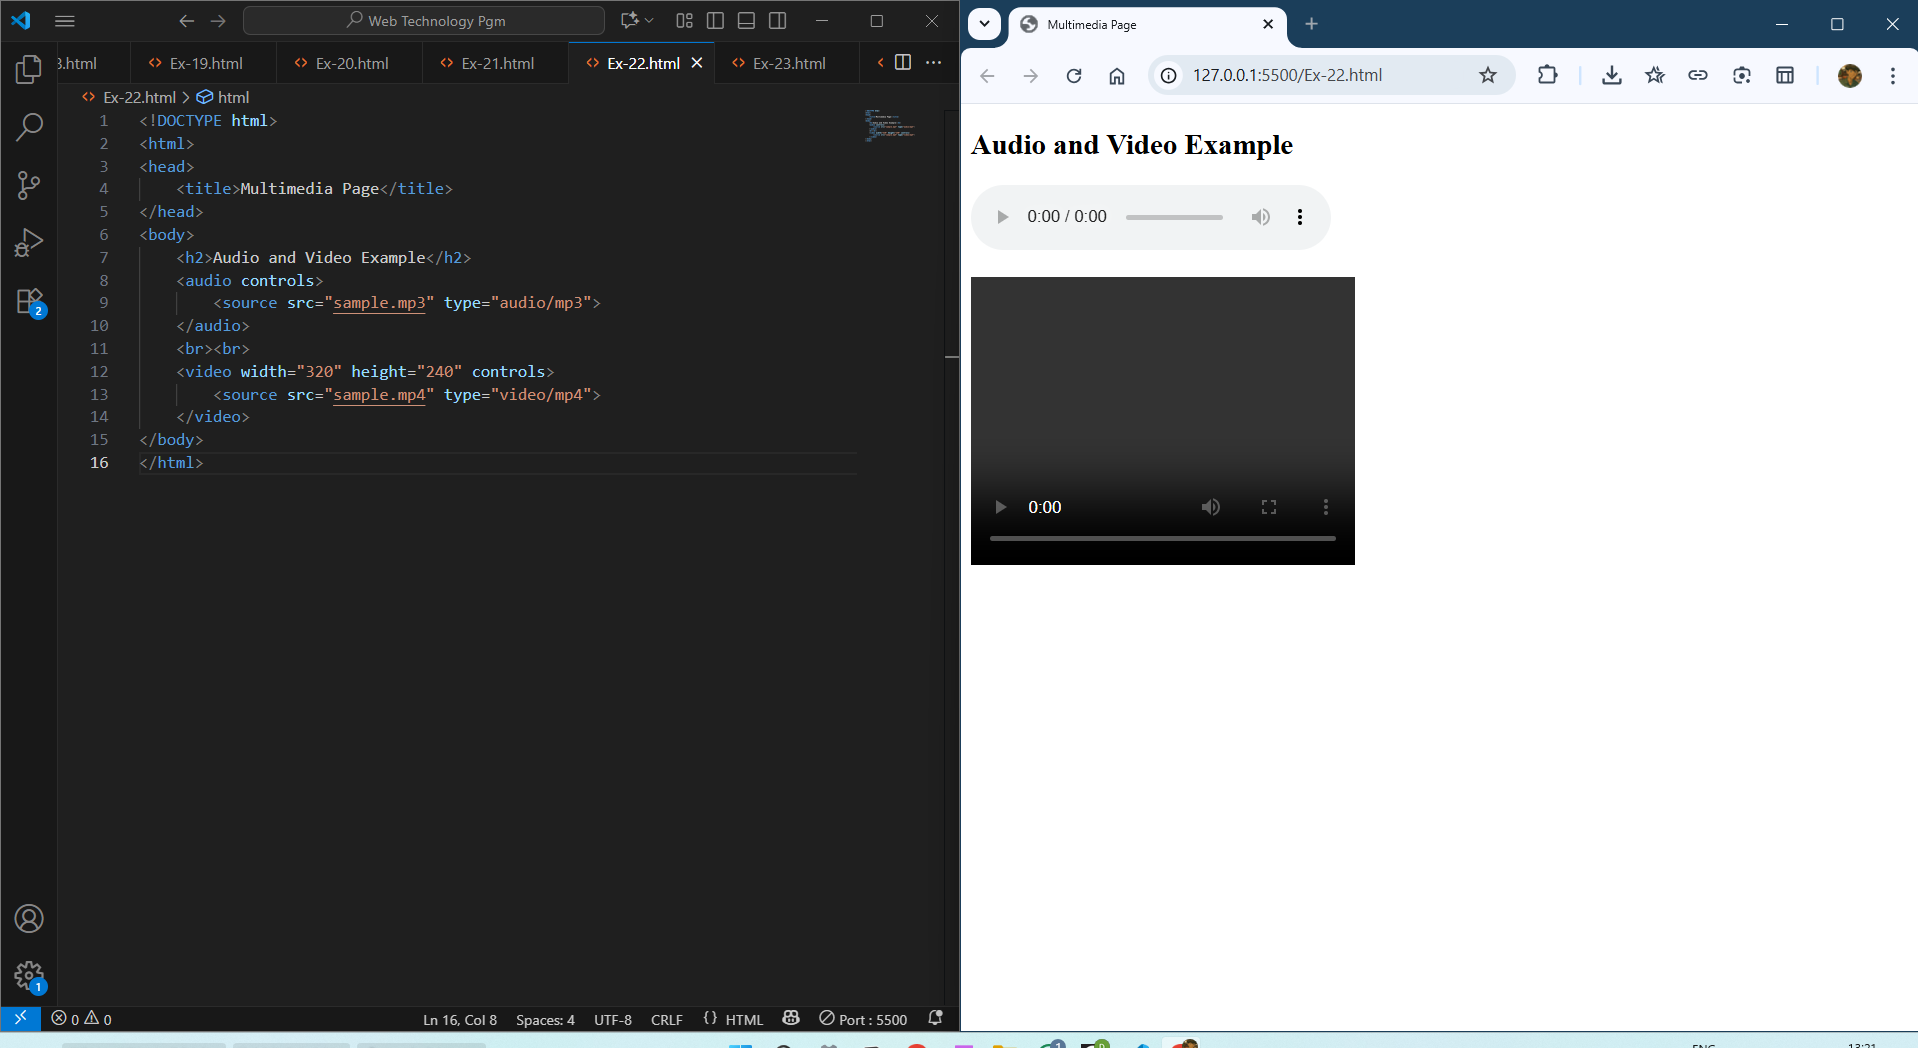 Web Technology Pgm
3.html
Ex-19.html
Ex-20.html
Ex-21.html
Ex-22.html
Ex-23.html
Ex-22.html > html
1 <!DOCTYPE html>
2 <html>
3 <head>
4 <title>Multimedia Page</title>
5 </head>
6 <body>
7 <h2>Audio and Video Example</h2>
8 <audio controls>
9 <source src="sample.mp3" type="audio/mp3">
10 </audio>
11 <br><br>
12 <video width="320" height="240" controls>
13 <source src="sample.mp4" type="video/mp4">
14 </video>
15 </body>
16 </html>
2
1
0 0
Ln 16, Col 8
Spaces: 4
UTF-8
CRLF
{} HTML
Port : 5500
Multimedia Page
127.0.0.1:5500/Ex-22.html
Audio and Video Example
0:00 / 0:00
0:00